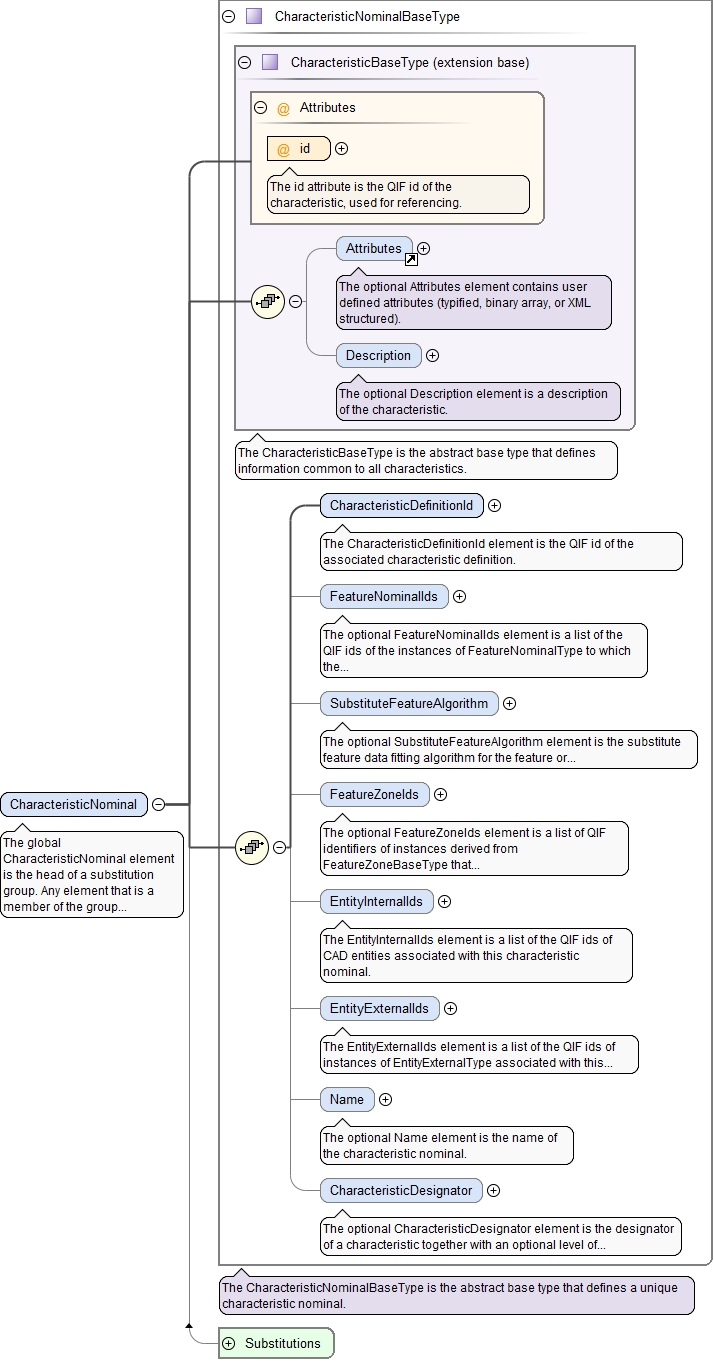 CharacteristicNominalBaseType
CharacteristicBaseType (extension base)
@ Attributes
@ id
The id attribute is the QIF id of the
characteristic, used for referencing.
Attributes
The optional Attributes element contains user
defined attributes (typified, binary array, or XML
structured).
Description
The optional Description element is a description
of the characteristic.
The CharacteristicBaseType is the abstract base type that defines
information common to all characteristics.
CharacteristicDefinitionId
The CharacteristicDefinitionId element is the QIF id of the
associated characteristic definition.
FeatureNominalIds
The optional FeatureNominalIds element is a list of the
QIF ids of the instances of FeatureNominalType to which
the...
SubstituteFeatureAlgorithm
The optional SubstituteFeatureAlgorithm element is the substitute
feature data fitting algorithm for the feature or...
FeatureZoneIds
The optional FeatureZoneIds element is a list of QIF
identifiers of instances derived from
FeatureZoneBaseType that...
EntityInternalIds
The EntityInternalIds element is a list of the QIF ids of
CAD entities associated with this characteristic
nominal.
EntityExternalIds
The EntityExternalIds element is a list of the QIF ids of
instances of EntityExternalType associated with this...
Name
The optional Name element is the name of
the characteristic nominal.
CharacteristicDesignator
The optional CharacteristicDesignator element is the designator
of a characteristic together with an optional level of...
CharacteristicNominal
The global
CharacteristicNominal element
is the head of a substitution
group. Any element that is a
member of the group...
The CharacteristicNominalBaseType is the abstract base type that defines a unique
characteristic nominal.
Substitutions